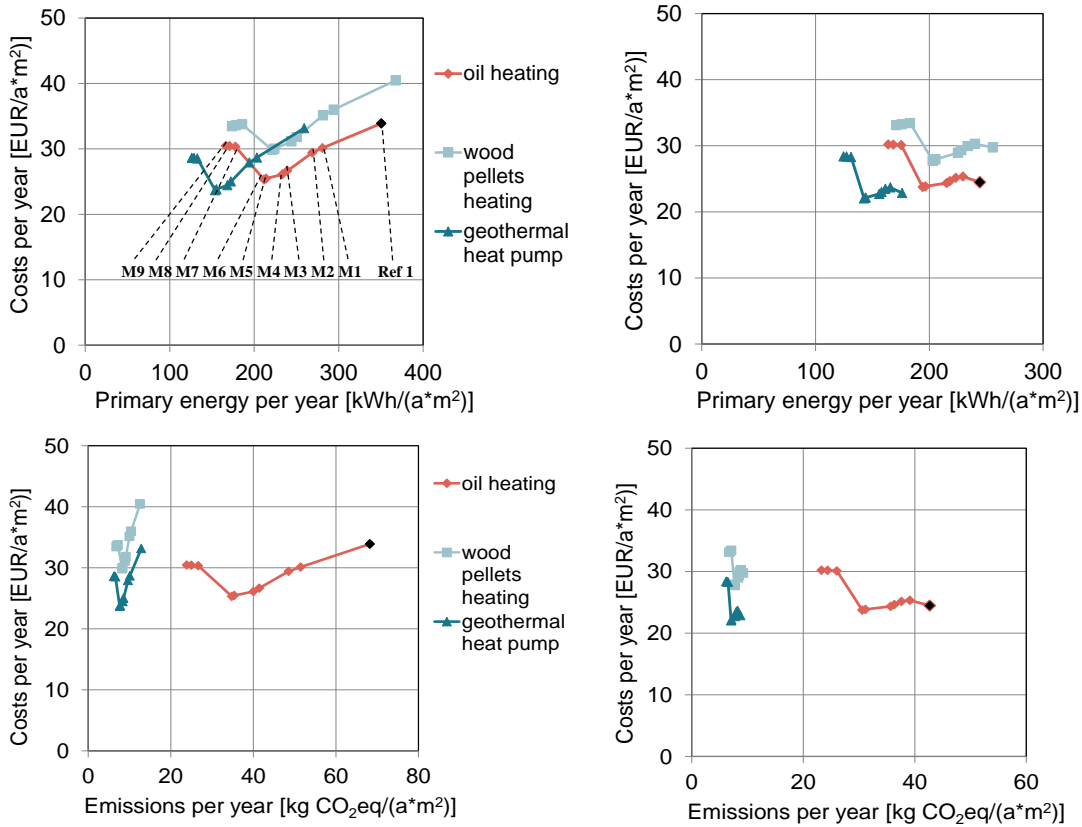 50
40
30
20
10
0
Costs per year [EUR/a*m²]
M9 M8 M7 M6 M5 M4 M3 M2 M1 Ref 1
0 100 200 300 400
Primary energy per year [kWh/(a*m²)]
oil heating
wood
pellets
heating
geothermal
heat pump
50
40
30
20
10
0
Costs per year [EUR/a*m²]
0 100 200 300
Primary energy per year [kWh/(a*m²)]
50
40
30
20
10
0
Costs per year [EUR/a*m²]
0 20 40 60 80
Emissions per year [kg CO₂eq/(a*m²)]
oil heating
wood
pellets
heating
geothermal
heat pump
50
40
30
20
10
0
Costs per year [EUR/a*m²]
0 20 40 60
Emissions per year [kg CO₂eq/(a*m²)]